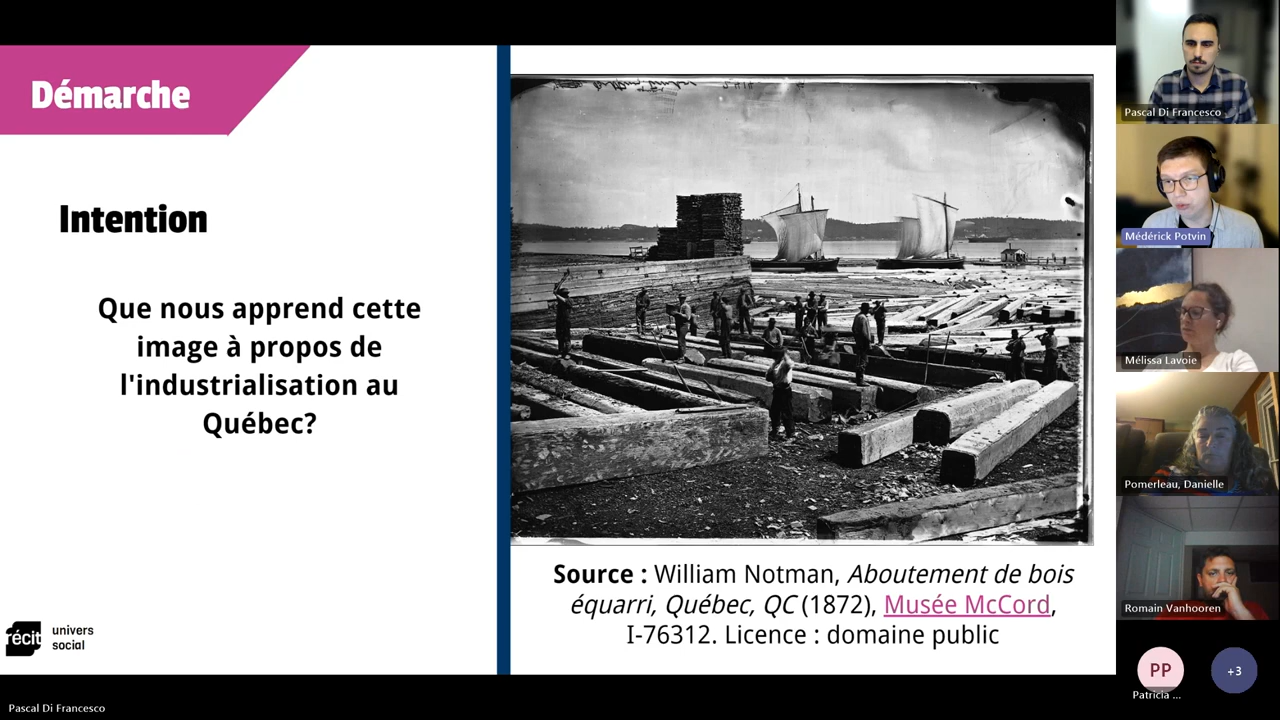 Démarche
Intention
Que nous apprend cette
image à propos de
l'industrialisation au
Québec?
Source : William Notman, Aboutement de bois
équarri, Québec, QC (1872), Musée McCord,
I-76312. Licence : domaine public
récit
univers
social
Pascal Di Francesco
Pascal Di Francesco
Médérick Potvin
Mélissa Lavoie
Pomerleau, Danielle
Romain Vanhooren
PP
+3
Patricia ...